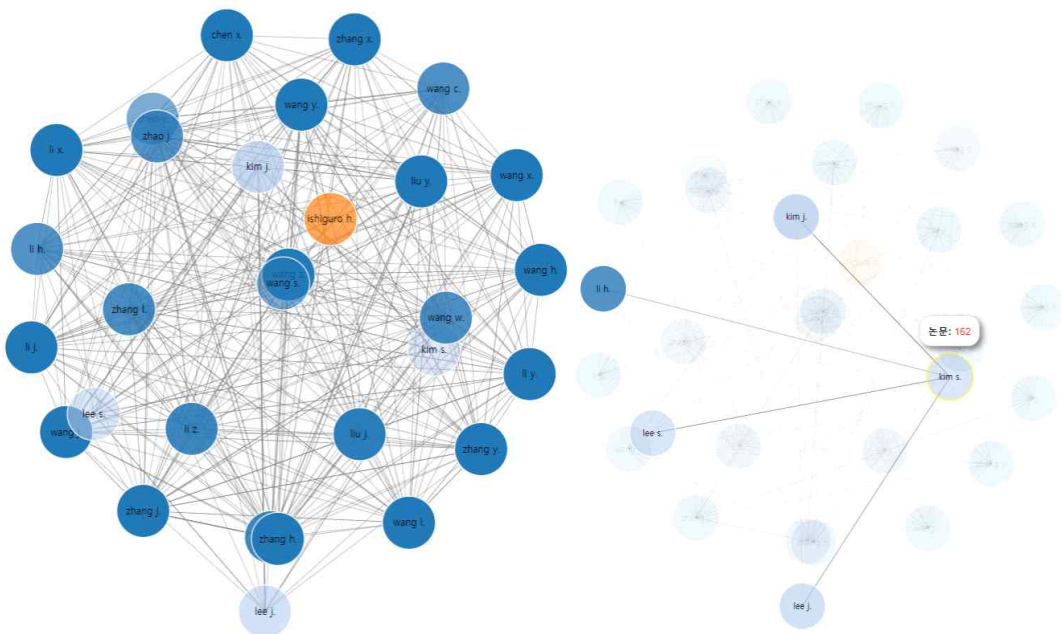 chen x.
zhang x.
wang c.
wang y.
zhao j.
li x.
kim j.
liu y.
wang x.
ishiguro h.
li h.
wang s.
wang h.
zhang l.
wang w.
kim s.
li j.
li y.
lee s.
wang
li z.
liu j.
zhang y.
zhang j.
wang l.
zhang h.
lee j.
kim j.
li h.
논문: 162
kim s.
lee s.
lee j.